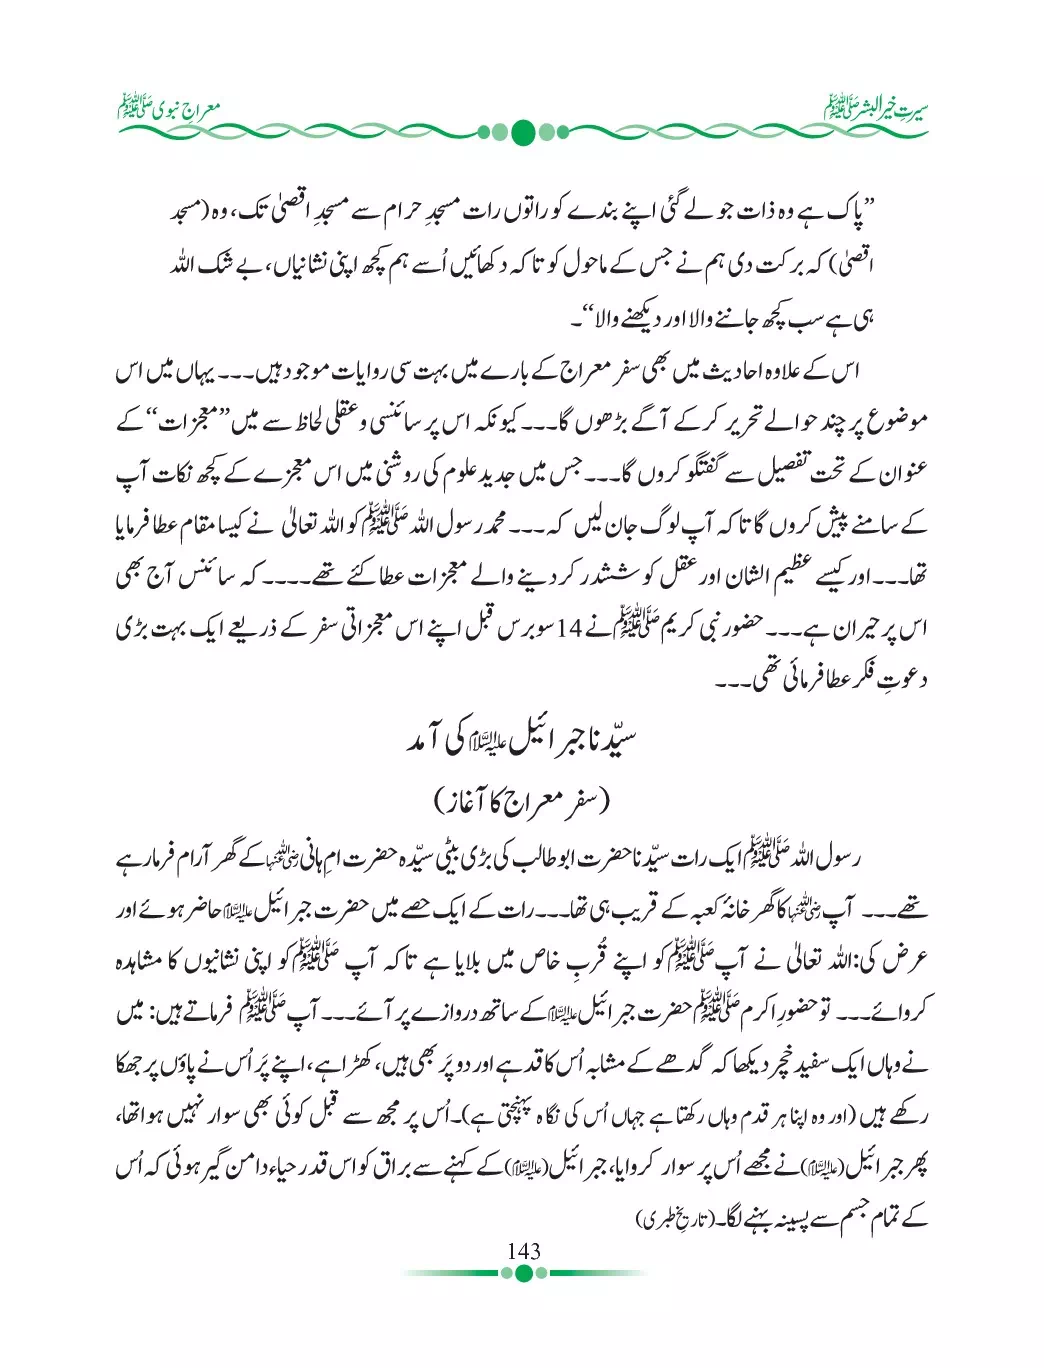 سیرتِ خیر البشر ﷺ
معراجِ نبوی ﷺ
”پاک ہے وہ ذات جو لے گئی اپنے بندے کو راتوں رات مسجدِ حرام سے مسجدِ اقصیٰ تک، وہ (مسجد
اقصیٰ) کہ برکت دی ہم نے جس کے ماحول کو تاکہ دکھائیں اُسے ہم کچھ اپنی نشانیاں، بے شک اللہ
ہی ہے سب کچھ جاننے والا اور دیکھنے والا“۔
اس کے علاوہ احادیث میں بھی سفر معراج کے بارے میں بہت سی روایات موجود ہیں۔۔۔ یہاں میں اس
موضوع پر چند حوالے تحریر کر کے آگے بڑھوں گا۔۔۔ کیونکہ اس پر سائنسی و عقلی لحاظ سے میں ”معجزات“ کے
عنوان کے تحت تفصیل سے گفتگو کروں گا۔۔۔ جس میں جدید علوم کی روشنی میں اس معجزے کے کچھ نکات آپ
کے سامنے پیش کروں گا تاکہ آپ لوگ جان لیں کہ۔۔۔ محمد رسول اللہ ﷺ کو اللہ تعالیٰ نے کیسا مقام عطا فرمایا
تھا۔۔۔ اور کیسے عظیم الشان اور عقل کو ششدر کر دینے والے معجزات عطا کئے تھے۔۔۔۔ کہ سائنس آج بھی
اس پر حیران ہے۔۔۔ حضور نبی کریم ﷺ نے 14 سو برس قبل اپنے اس معجزاتی سفر کے ذریعے ایک بہت بڑی
دعوتِ فکر عطا فرمائی تھی۔۔۔
سیّدنا جبرائیل علیہ السلام کی آمد
(سفر معراج کا آغاز)
رسول اللہ ﷺ ایک رات سیّدنا حضرت ابو طالب کی بڑی بیٹی سیّدہ حضرت امِ ہانی رضی اللہ عنہا کے گھر آرام فرما رہے
تھے۔۔۔ آپ رضی اللہ عنہا کا گھر خانۂ کعبہ کے قریب ہی تھا۔۔۔ رات کے ایک حصے میں حضرت جبرائیل علیہ السلام حاضر ہوئے اور
عرض کی: اللہ تعالیٰ نے آپ ﷺ کو اپنے قُربِ خاص میں بلایا ہے تاکہ آپ ﷺ کو اپنی نشانیوں کا مشاہدہ
کروائے۔۔۔ تو حضورِ اکرم ﷺ حضرت جبرائیل علیہ السلام کے ساتھ دروازے پر آئے۔۔۔ آپ ﷺ فرماتے ہیں: میں
نے وہاں ایک سفید خچر دیکھا کہ گدھے کے مشابہ اُس کا قد ہے اور دو پَر بھی ہیں، کھڑا ہے، اپنے پَر اُس نے پاؤں پر جھکا
رکھے ہیں (اور وہ اپنا ہر قدم وہاں رکھتا ہے جہاں اُس کی نگاہ پہنچتی ہے)۔ اُس پر مجھ سے قبل کوئی بھی سوار نہیں ہوا تھا،
پھر جبرائیل (علیہ السلام) نے مجھے اُس پر سوار کروایا، جبرائیل (علیہ السلام) کے کہنے سے براق کو اس قدر حیاء دامن گیر ہوئی کہ اُس
کے تمام جسم سے پسینہ بہنے لگا۔ (تاریخ طبری)
143